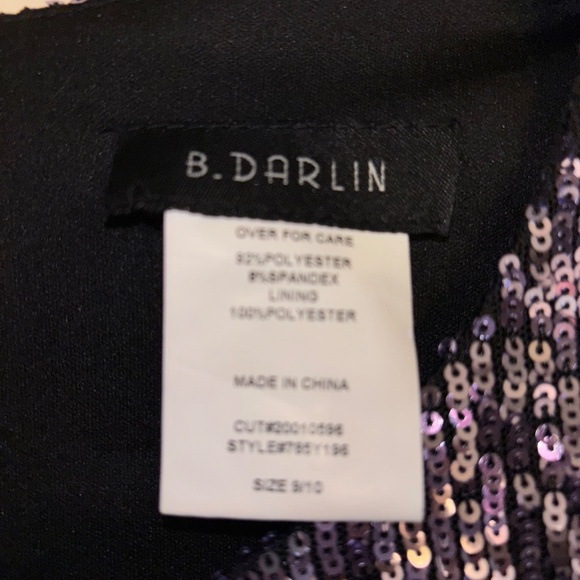 B.DARLIN
OVER FOR CARE
92%POLYESTER
8%SPANDEX
LINING
100%POLYESTER
MADE IN CHINA
CUT#20010596
STYLE#785Y196
SIZE 9/10